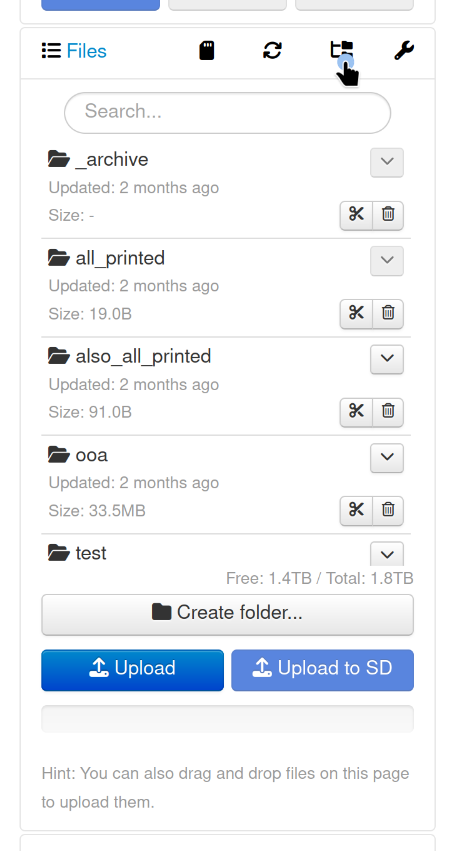 Files
Search...
_archive
Updated: 2 months ago
Size: -
all_printed
Updated: 2 months ago
Size: 19.0B
also_all_printed
Updated: 2 months ago
Size: 91.0B
ooa
Updated: 2 months ago
Size: 33.5MB
test
Free: 1.4TB / Total: 1.8TB
Create folder...
Upload
Upload to SD
Hint: You can also drag and drop files on this page
to upload them.